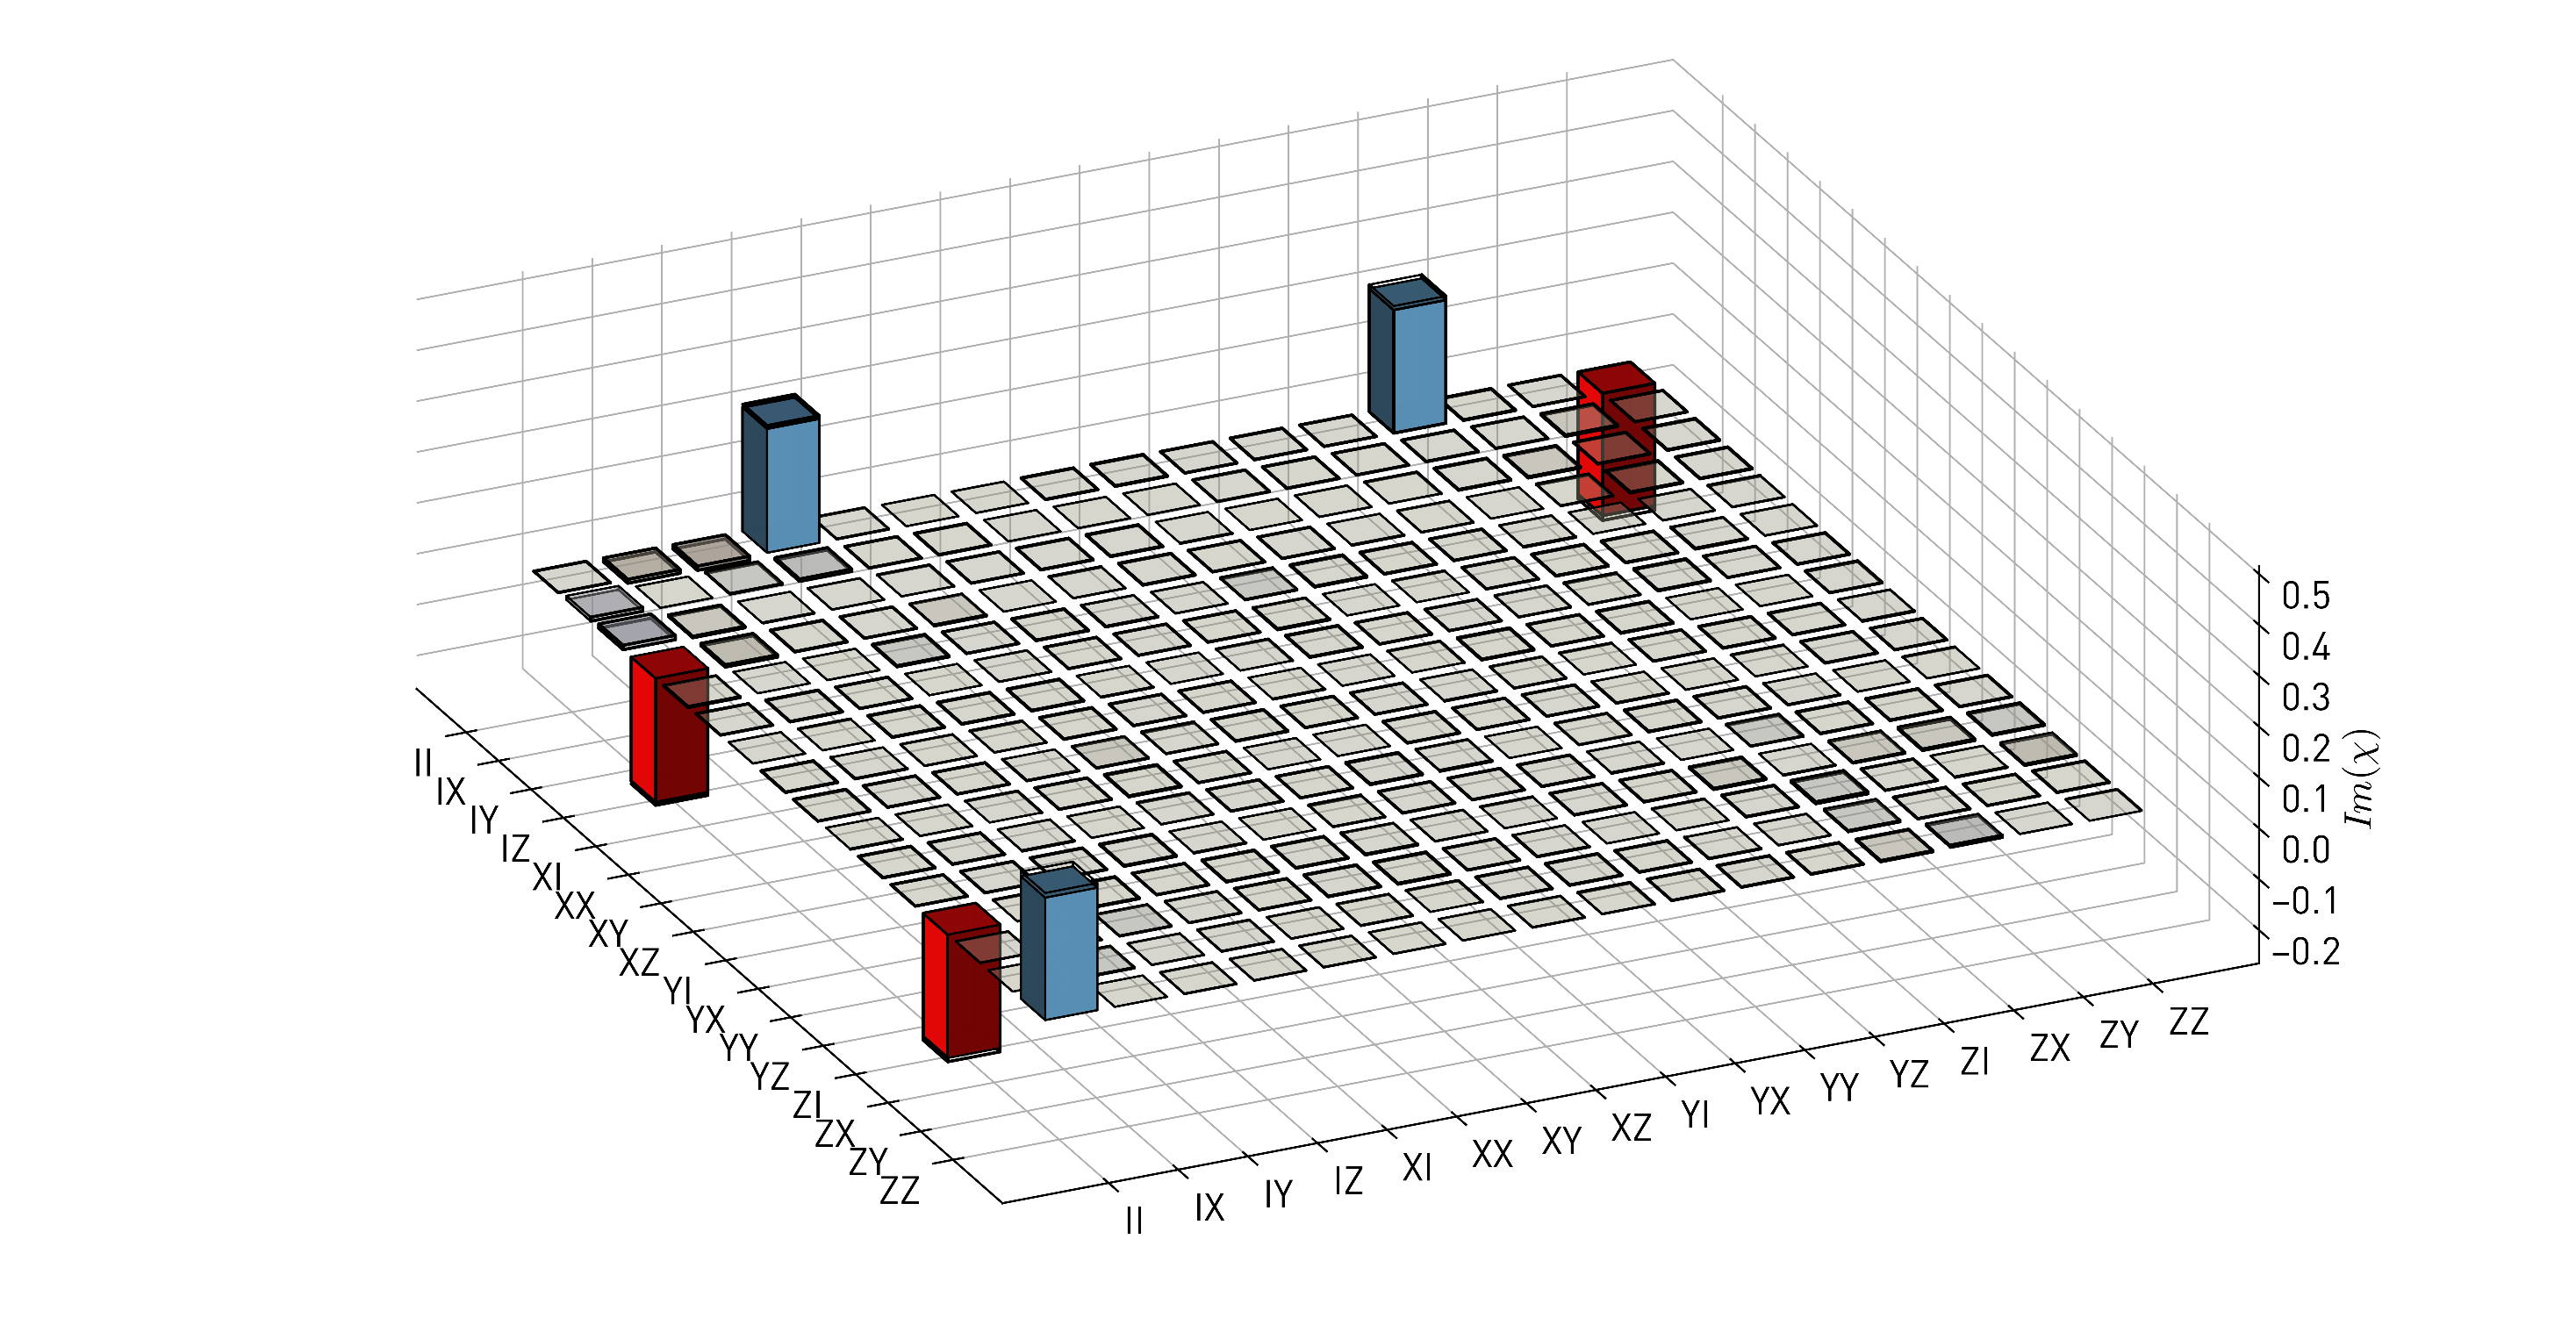 0.5
0.4
0.3
0.2
0.1
0.0
−0.1
−0.2
Im(χ)
II
IX
IY
IZ
XI
XX
XY
XZ
YI
YX
YY
YZ
ZI
ZX
ZY
ZZ
II
IX
IY
IZ
XI
XX
XY
XZ
YI
YX
YY
YZ
ZI
ZX
ZY
ZZ